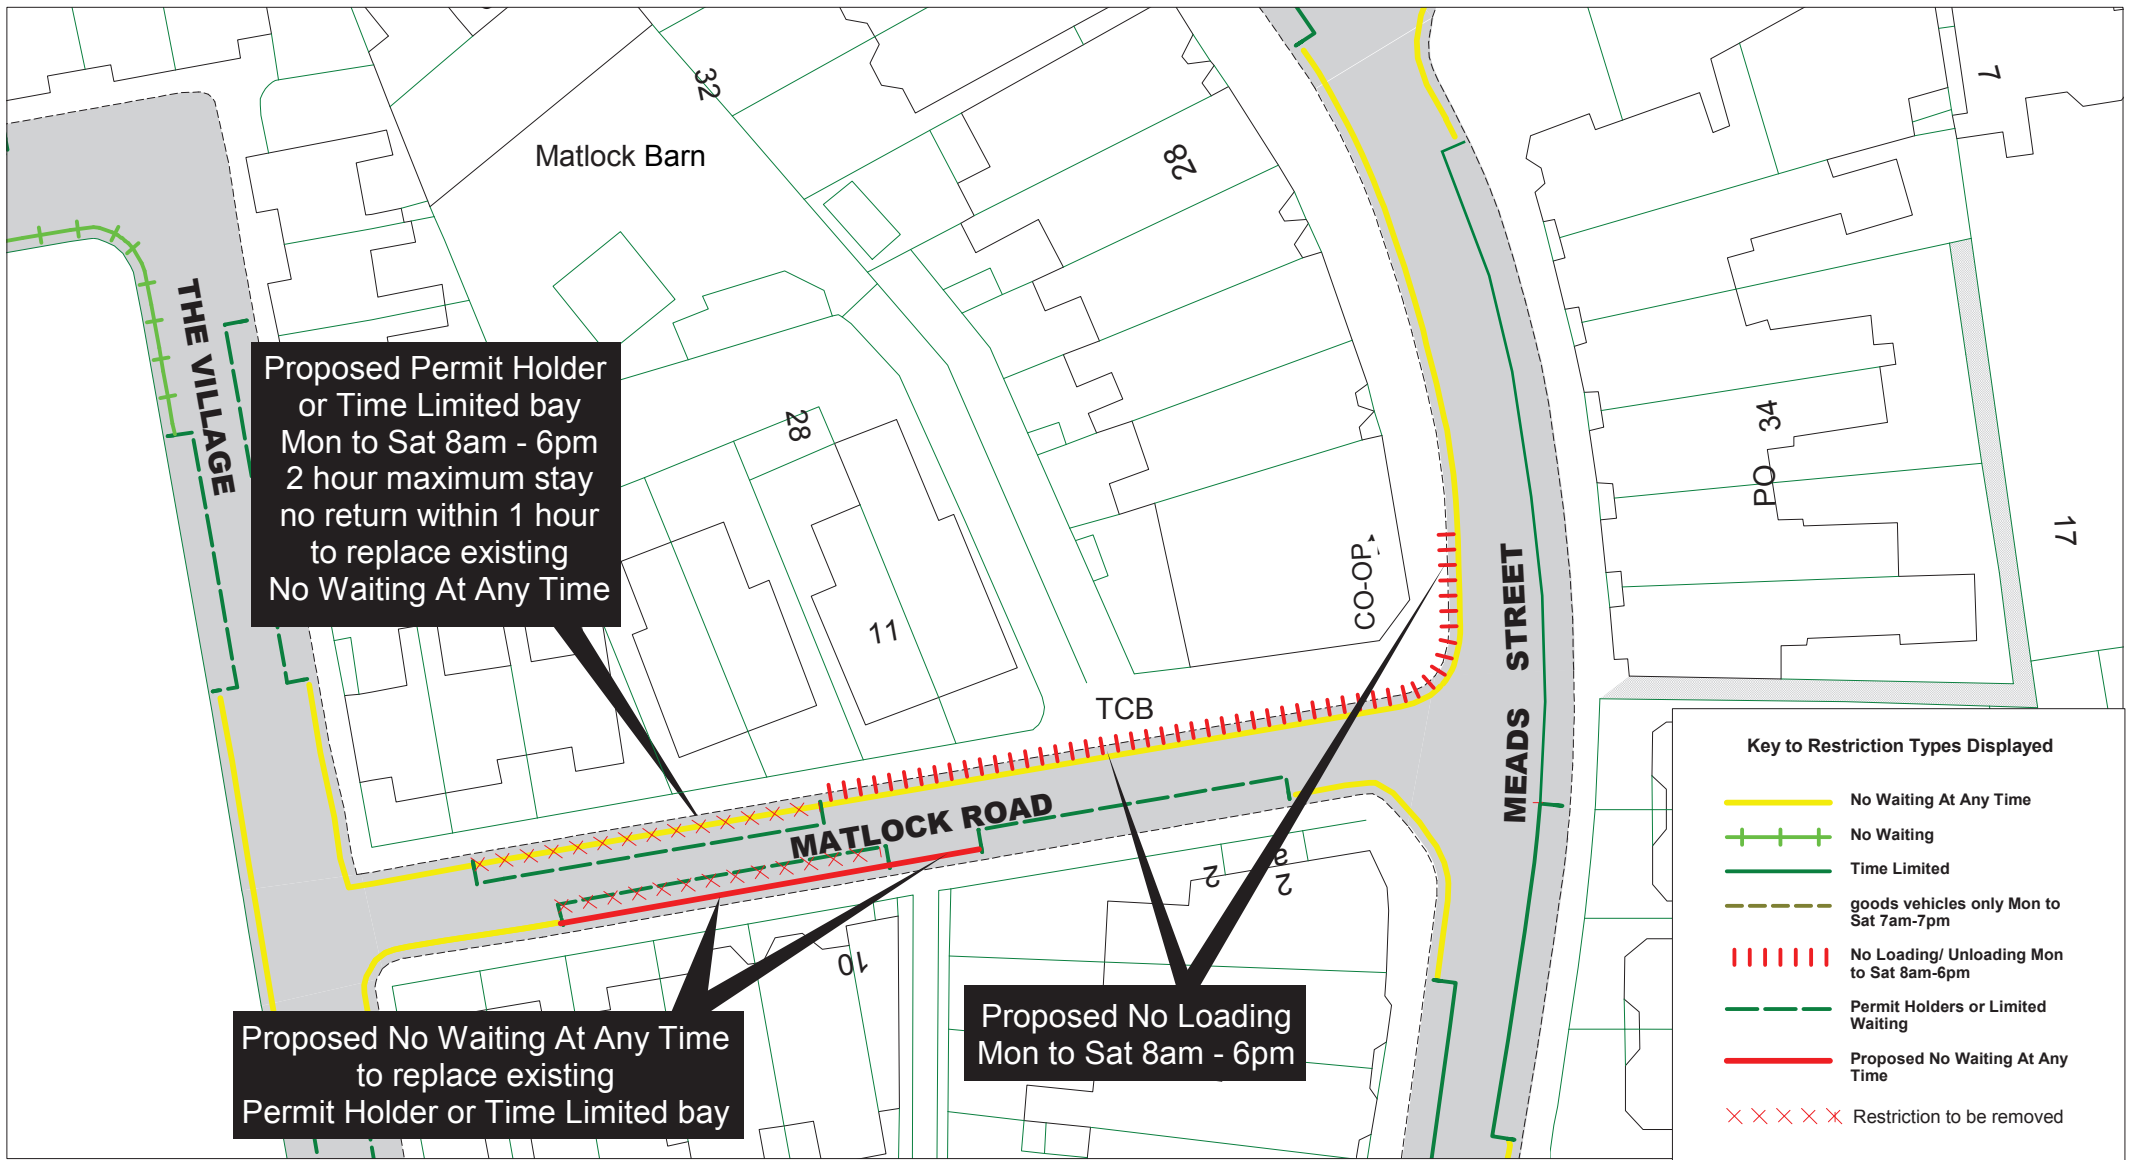 32
Matlock Barn
28
7
THE VILLAGE
Proposed Permit Holder
or Time Limited bay
Mon to Sat 8am - 6pm
2 hour maximum stay
no return within 1 hour
to replace existing
No Waiting At Any Time
28
11
34
PO
17
CO-OP
MEADS STREET
TCB
MATLOCK ROAD
2
2
a
10
Proposed No Waiting At Any Time
to replace existing
Permit Holder or Time Limited bay
Proposed No Loading
Mon to Sat 8am - 6pm
Key to Restriction Types Displayed
No Waiting At Any Time
No Waiting
Time Limited
goods vehicles only Mon to
Sat 7am-7pm
No Loading/ Unloading Mon
to Sat 8am-6pm
Permit Holders or Limited
Waiting
Proposed No Waiting At Any
Time
Restriction to be removed